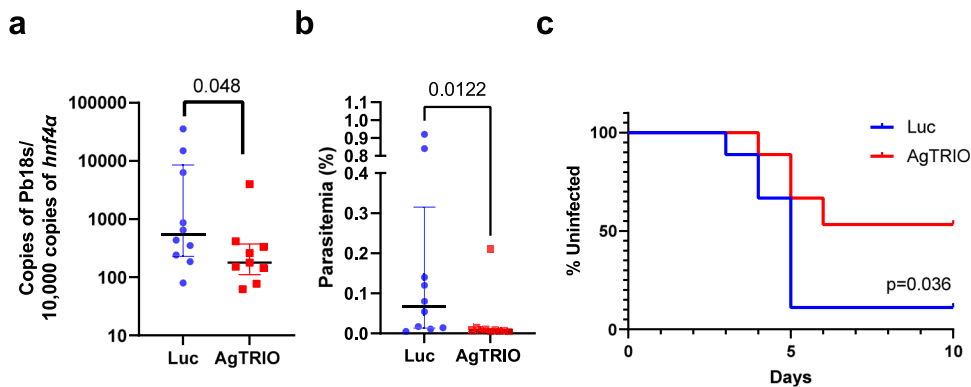 a
b
c
Copies of Pb18s/
10,000 copies of hnf4α
100000
10000
1000
100
10
0.048
Luc
AgTRIO
Parasitemia (%)
1.1
1.0
0.9
0.8
0.4
0.3
0.2
0.1
0.0
0.0122
Luc
AgTRIO
% Uninfected
100
50
0
Luc
AgTRIO
p=0.036
0
5
10
Days